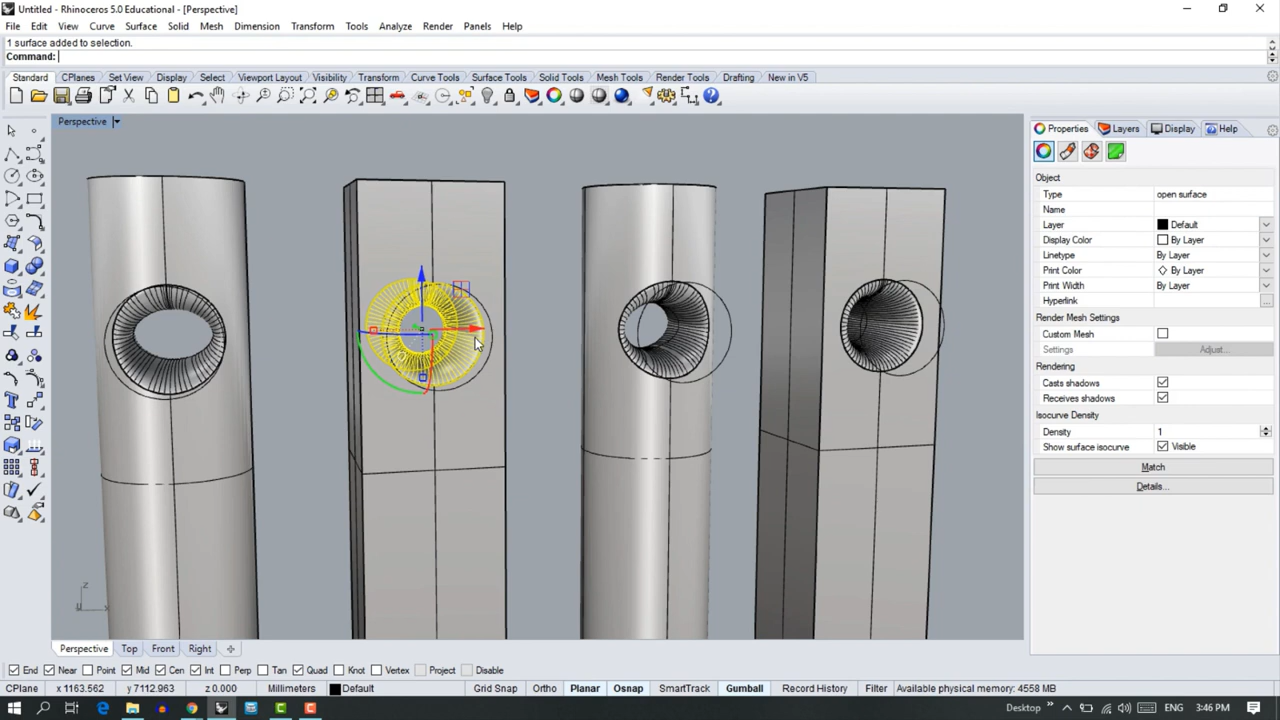 Untitled - Rhinoceros 5.0 Educational - [Perspective]
File Edit View Curve Surface Solid Mesh Dimension Transform Tools Analyze Render Panels Help
1 surface added to selection.
Command:
Standard CPlanes Set View Display Select Viewport Layout Visibility Transform Curve Tools Surface Tools Solid Tools Mesh Tools Render Tools Drafting New in V5
Perspective
Properties Layers Display Help
Object
Type open surface
Name
Layer Default
Display Color By Layer
Linetype By Layer
Print Color By Layer
Print Width By Layer
Hyperlink
Render Mesh Settings
Custom Mesh
Settings Adjust...
Rendering
Casts shadows
Receives shadows
Isocurve Density
Density 1
Show surface isocurve Visible
Match
Details...
z
x
Perspective Top Front Right
End Near Point Mid Cen Int Perp Tan Quad Knot Vertex Project Disable
CPlane x 1163.562 y 7112.963 z 0.000 Millimeters Default Grid Snap Ortho Planar Osnap SmartTrack Gumball Record History Filter Available physical memory: 4558 MB
Desktop ENG 3:46 PM